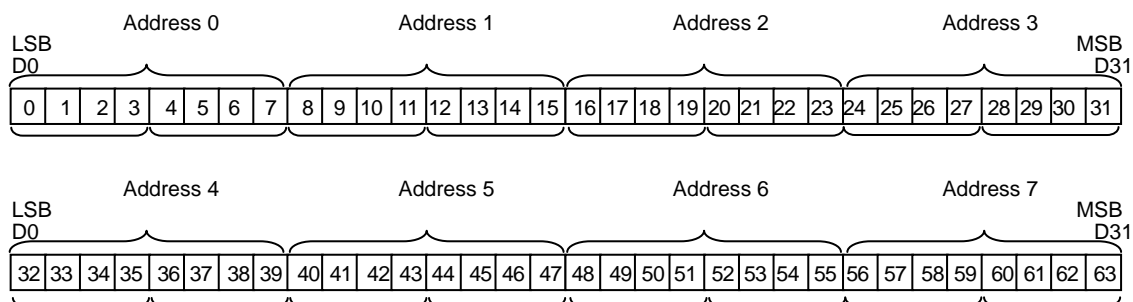 Address 0 Address 1 Address 2 Address 3
LSB MSB
D0 D31
0 1 2 3 4 5 6 7 8 9 10 11 12 13 14 15 16 17 18 19 20 21 22 23 24 25 26 27 28 29 30 31
Address 4 Address 5 Address 6 Address 7
LSB MSB
D0 D31
32 33 34 35 36 37 38 39 40 41 42 43 44 45 46 47 48 49 50 51 52 53 54 55 56 57 58 59 60 61 62 63